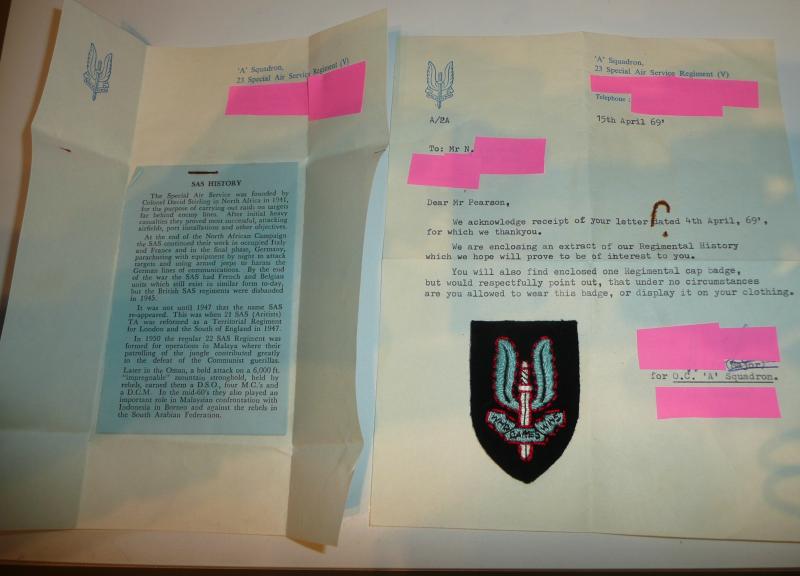 'A' Squadron,
23 Special Air Service Regiment (V)
SAS HISTORY
The Special Air Service was founded by
Colonel David Stirling in North Africa in 1941,
for the purpose of carrying out raids on targets
far behind enemy lines. After initial heavy
casualties they proved most successful, attacking
airfields, port installations and other objectives.
At the end of the North African Campaign
the SAS continued their work in occupied Italy
and France and in the final phase, Germany,
parachuting with equipment by night to attack
targets and using armed jeeps to harass the
German lines of communications. By the end
of the war the SAS had French and Belgian
units which still exist in similar form to-day,
but the British SAS regiments were disbanded
in 1945.
It was not until 1947 that the name SAS
re-appeared. This was when 21 SAS (Artists)
TA was reformed as a Territorial Regiment
for London and the South of England in 1947.
In 1950 the regular 22 SAS Regiment was
formed for operations in Malaya where their
patrolling of the jungle contributed greatly
to the defeat of the Communist guerillas.
Later in the Oman, a bold attack on a 6,000 ft.
"impregnable" mountain stronghold, held by
rebels, earned them a D.S.O., four M.C.'s and
a D.C.M. In the mid-60's they also played an
important role in Malaysian confrontation with
Indonesia in Borneo and against the rebels in
the South Arabian Federation.
'A' Squadron,
23 Special Air Service Regiment (V)
Telephone :
A/2A
15th April 69'
To: Mr N.
Dear Mr Pearson,
We acknowledge receipt of your letter dated 4th April, 69',
for which we thankyou.
We are enclosing an extract of our Regimental History
which we hope will prove to be of interest to you.
You will also find enclosed one Regimental cap badge,
but would respectfully point out, that under no circumstances
are you allowed to wear this badge, or display it on your clothing.
(Major)
for O.C. 'A' Squadron.
WHO DARES WINS